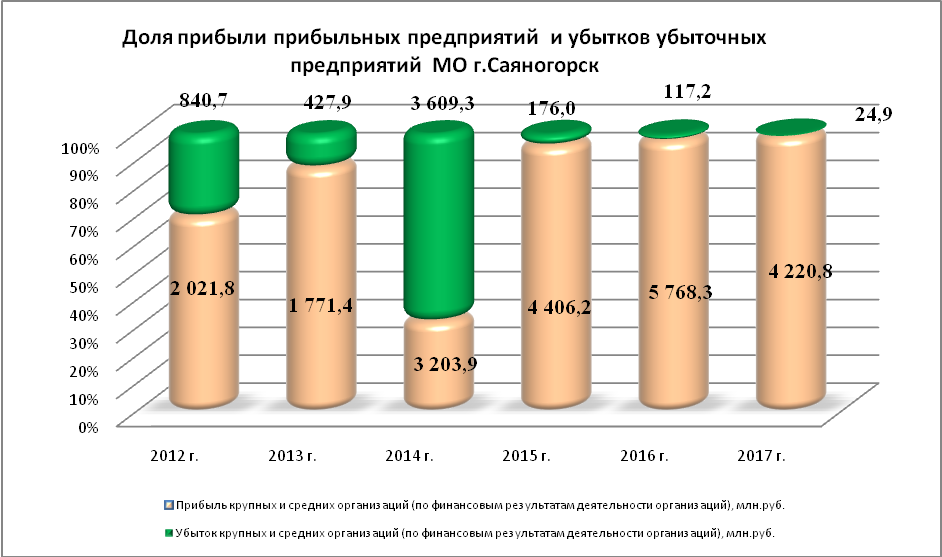 Доля прибыли прибыльных предприятий и убытков убыточных
предприятий МО г.Саяногорск
840,7
427,9
3 609,3
176,0
117,2
24,9
100%
90%
80%
70%
60%
50%
40%
30%
20%
10%
0%
2 021,8
1 771,4
3 203,9
4 406,2
5 768,3
4 220,8
2012 г.
2013 г.
2014 г.
2015 г.
2016 г.
2017 г.
Прибыль крупных и средних организаций (по финансовым результатам деятельности организаций), млн.руб.
Убыток крупных и средних организаций (по финансовым результатам деятельности организаций), млн.руб.